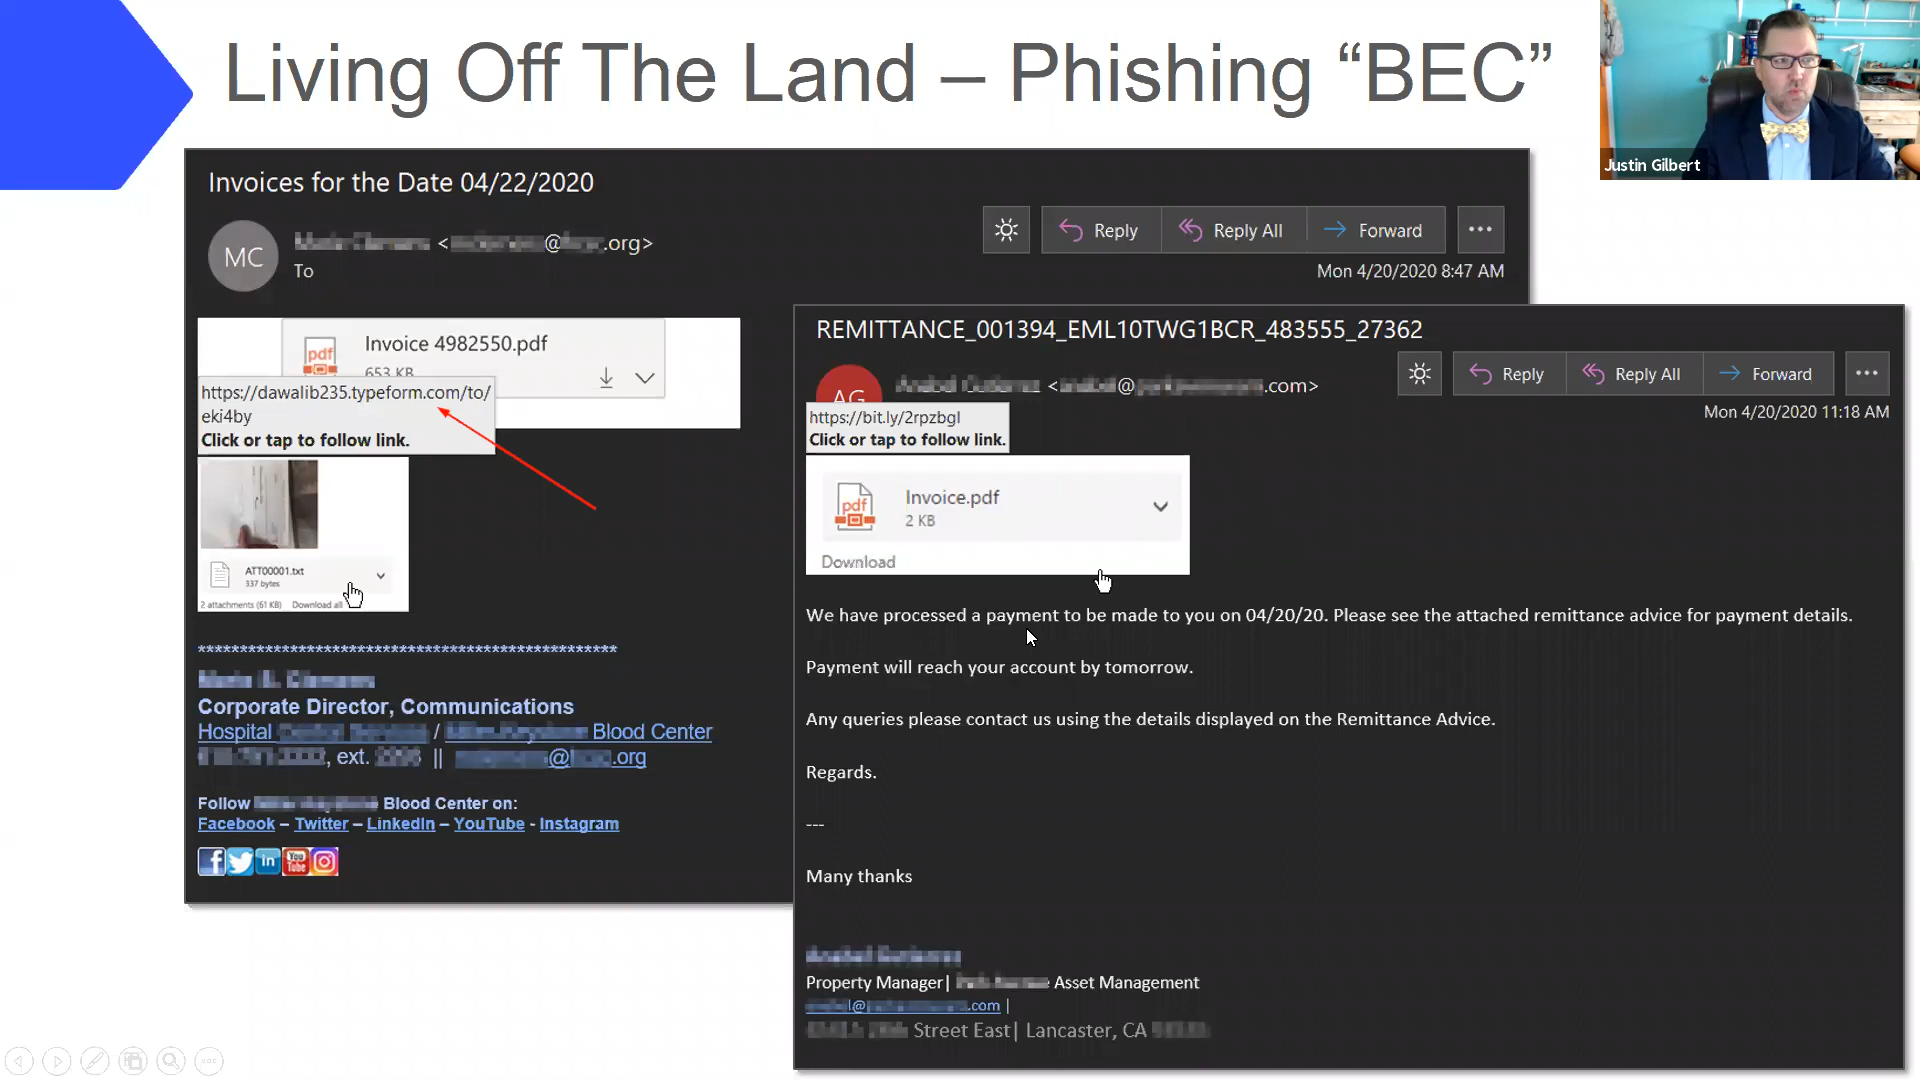 Living Off The Land – Phishing “BEC”
Justin Gilbert
Invoices for the Date 04/22/2020
MC
< @ .org>
To
Reply
Reply All
Forward
Mon 4/20/2020 8:47 AM
pdf
Invoice 4982550.pdf
653 KB
https://dawalib235.typeform.com/to/
eki4by
Click or tap to follow link.
ATT00001.txt
337 bytes
2 attachments (61 KB) Download all
**************************************************
Corporate Director, Communications
Hospital / Blood Center
, ext. || @ .org
Follow Blood Center on:
Facebook – Twitter – LinkedIn – YouTube - Instagram
f in You Tube
REMITTANCE_001394_EML10TWG1BCR_483555_27362
AG
< @ .com>
Reply
Reply All
Forward
Mon 4/20/2020 11:18 AM
https://bit.ly/2rpzbgl
Click or tap to follow link.
pdf
Invoice.pdf
2 KB
Download
We have processed a payment to be made to you on 04/20/20. Please see the attached remittance advice for payment details.
Payment will reach your account by tomorrow.
Any queries please contact us using the details displayed on the Remittance Advice.
Regards.
---
Many thanks
Property Manager| Asset Management
@ .com |
Street East| Lancaster, CA